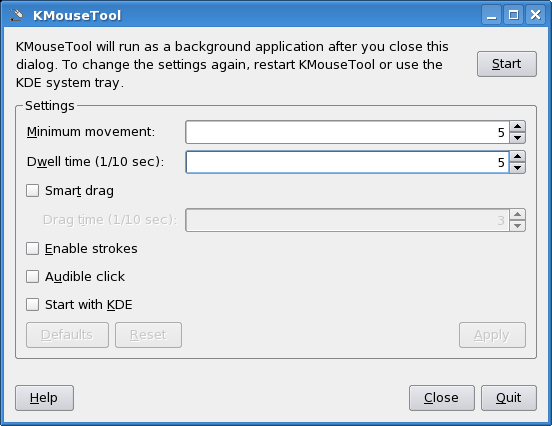 KMouseTool
KMouseTool will run as a background application after you close this
dialog. To change the settings again, restart KMouseTool or use the
KDE system tray.
Start
Settings
Minimum movement: 5
Dwell time (1/10 sec): 5
Smart drag
Drag time (1/10 sec): 3
Enable strokes
Audible click
Start with KDE
Defaults Reset Apply
Help Close Quit